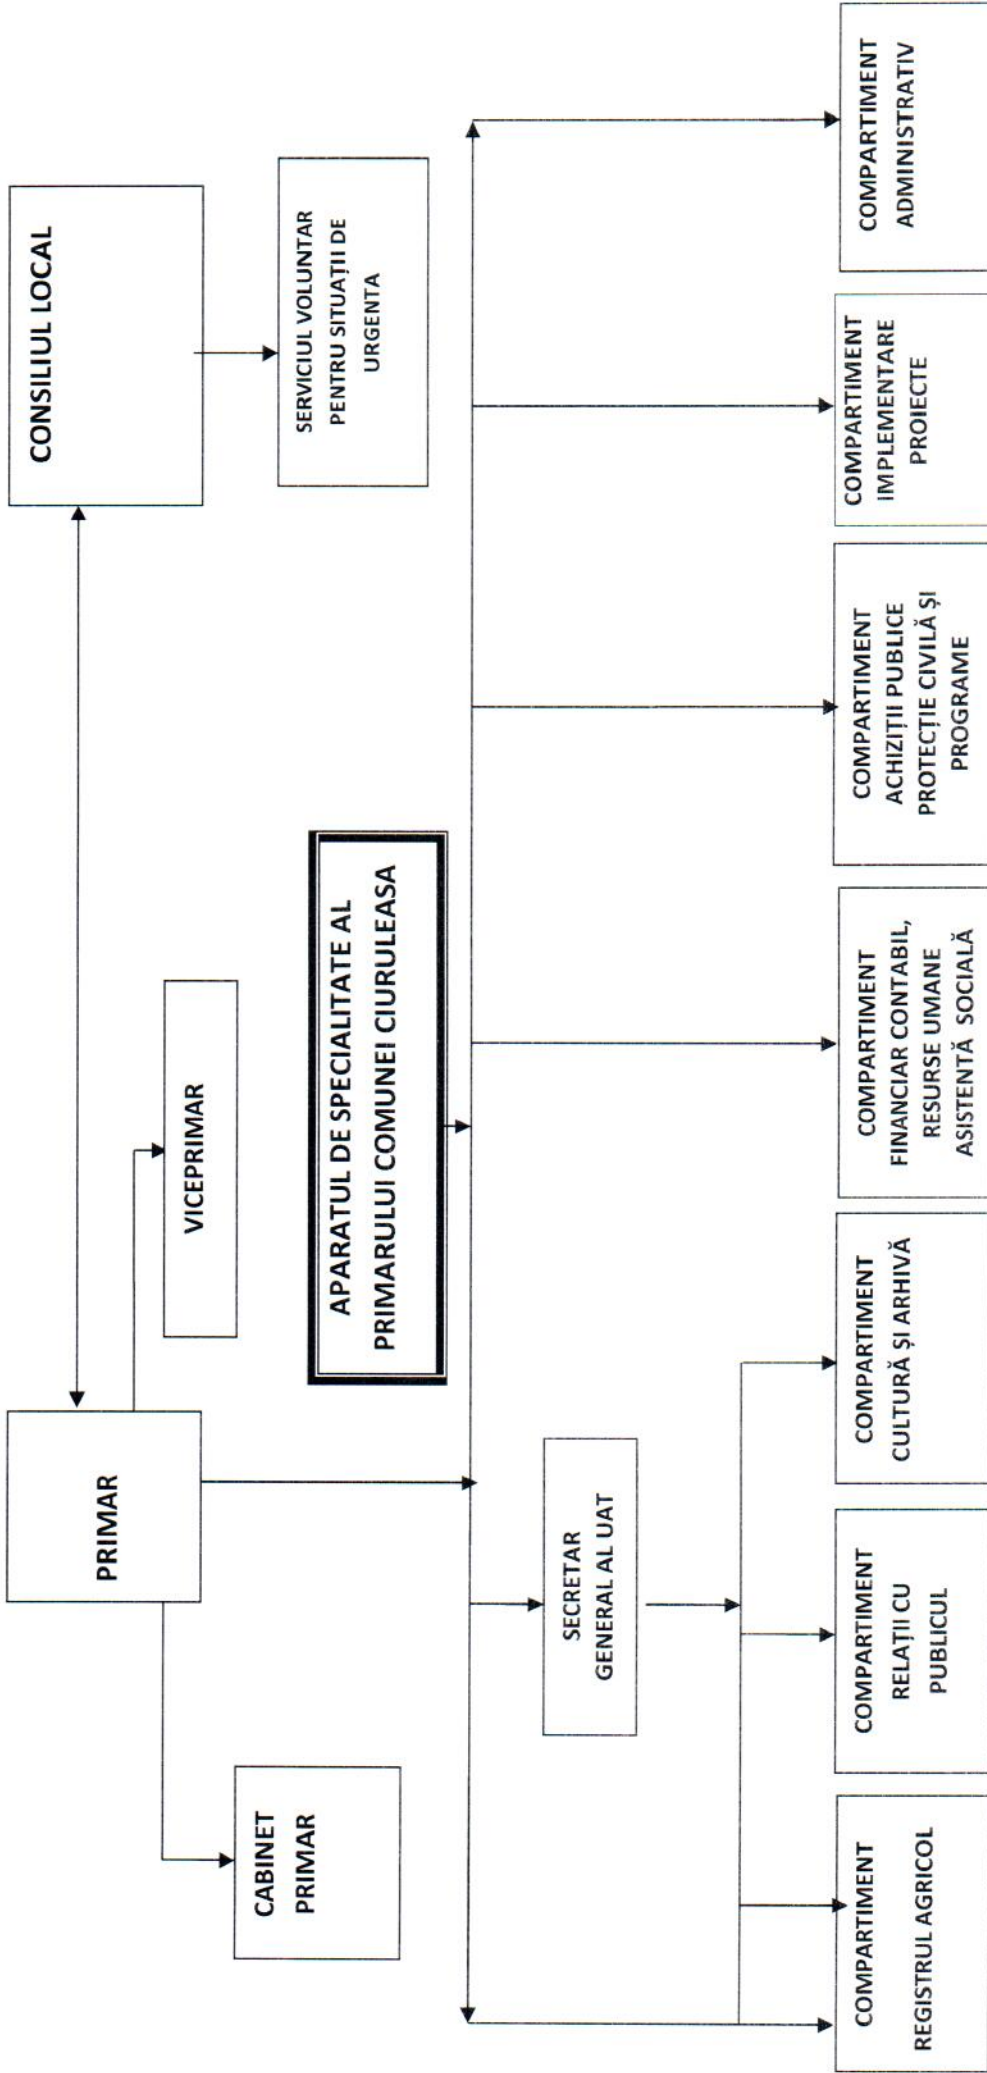 PRIMAR
CONSILIUL LOCAL
VICEPRIMAR
CABINET
PRIMAR
SERVICIUL VOLUNTAR
PENTRU SITUAȚII DE
URGENTA
APARATUL DE SPECIALITATE AL
PRIMARULUI COMUNEI CIURULEASA
SECRETAR
GENERAL AL UAT
COMPARTIMENT
REGISTRUL AGRICOL
COMPARTIMENT
RELAȚII CU
PUBLICUL
COMPARTIMENT
CULTURĂ ȘI ARHIVĂ
COMPARTIMENT
FINANCIAR CONTABIL,
RESURSE UMANE
ASISTENTĂ SOCIALĂ
COMPARTIMENT
ACHIZIȚII PUBLICE
PROTECȚIE CIVILĂ ȘI
PROGRAME
COMPARTIMENT
IMPLEMENTARE
PROIECTE
COMPARTIMENT
ADMINISTRATIV